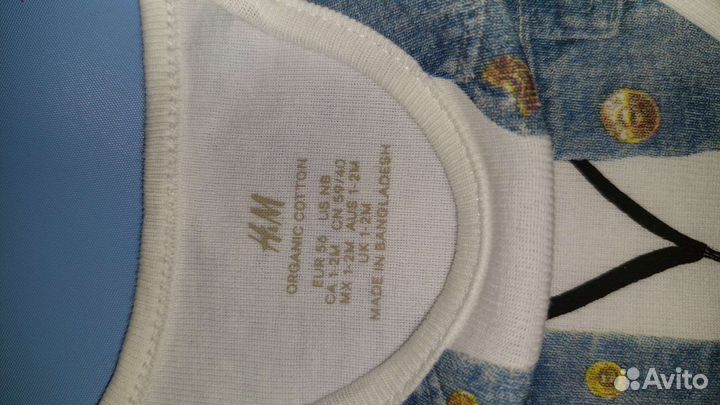 H&M
ORGANIC COTTON
EUR 56 US NB
CA 1-2M CN 59/40
MX 1-2M AUS 1-2M
UK 1-2M
MADE IN BANGLADESH
Avito